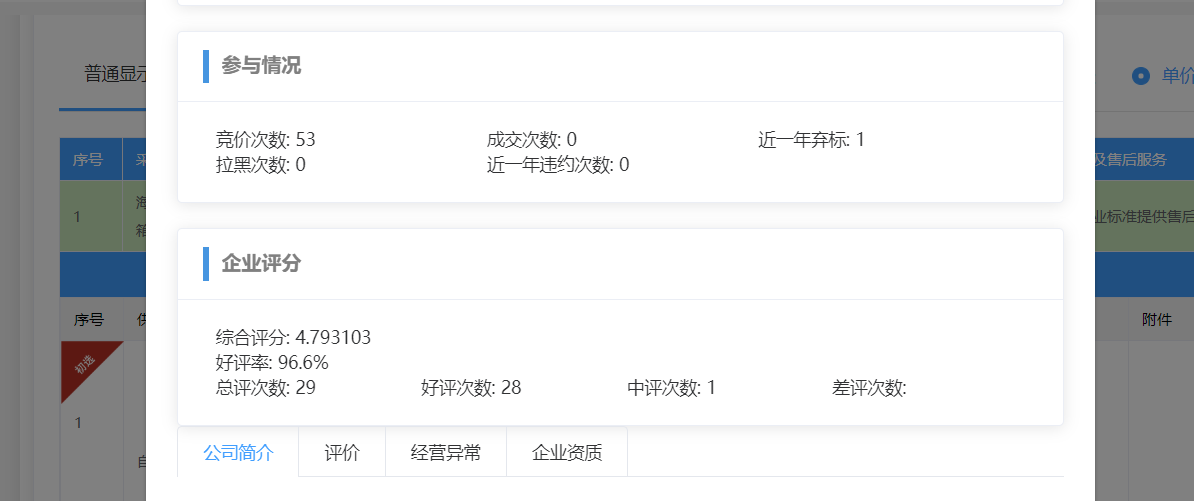 参与情况
竞价次数: 53 成交次数: 0 近一年弃标: 1
拉黑次数: 0 近一年违约次数: 0
企业评分
综合评分: 4.793103
好评率: 96.6%
总评次数: 29 好评次数: 28 中评次数: 1 差评次数:
公司简介 评价 经营异常 企业资质
普通显示
单价
序号 采
及售后服务
1
海
箱
业标准提供售后
序号 供
附件
初选
1
自